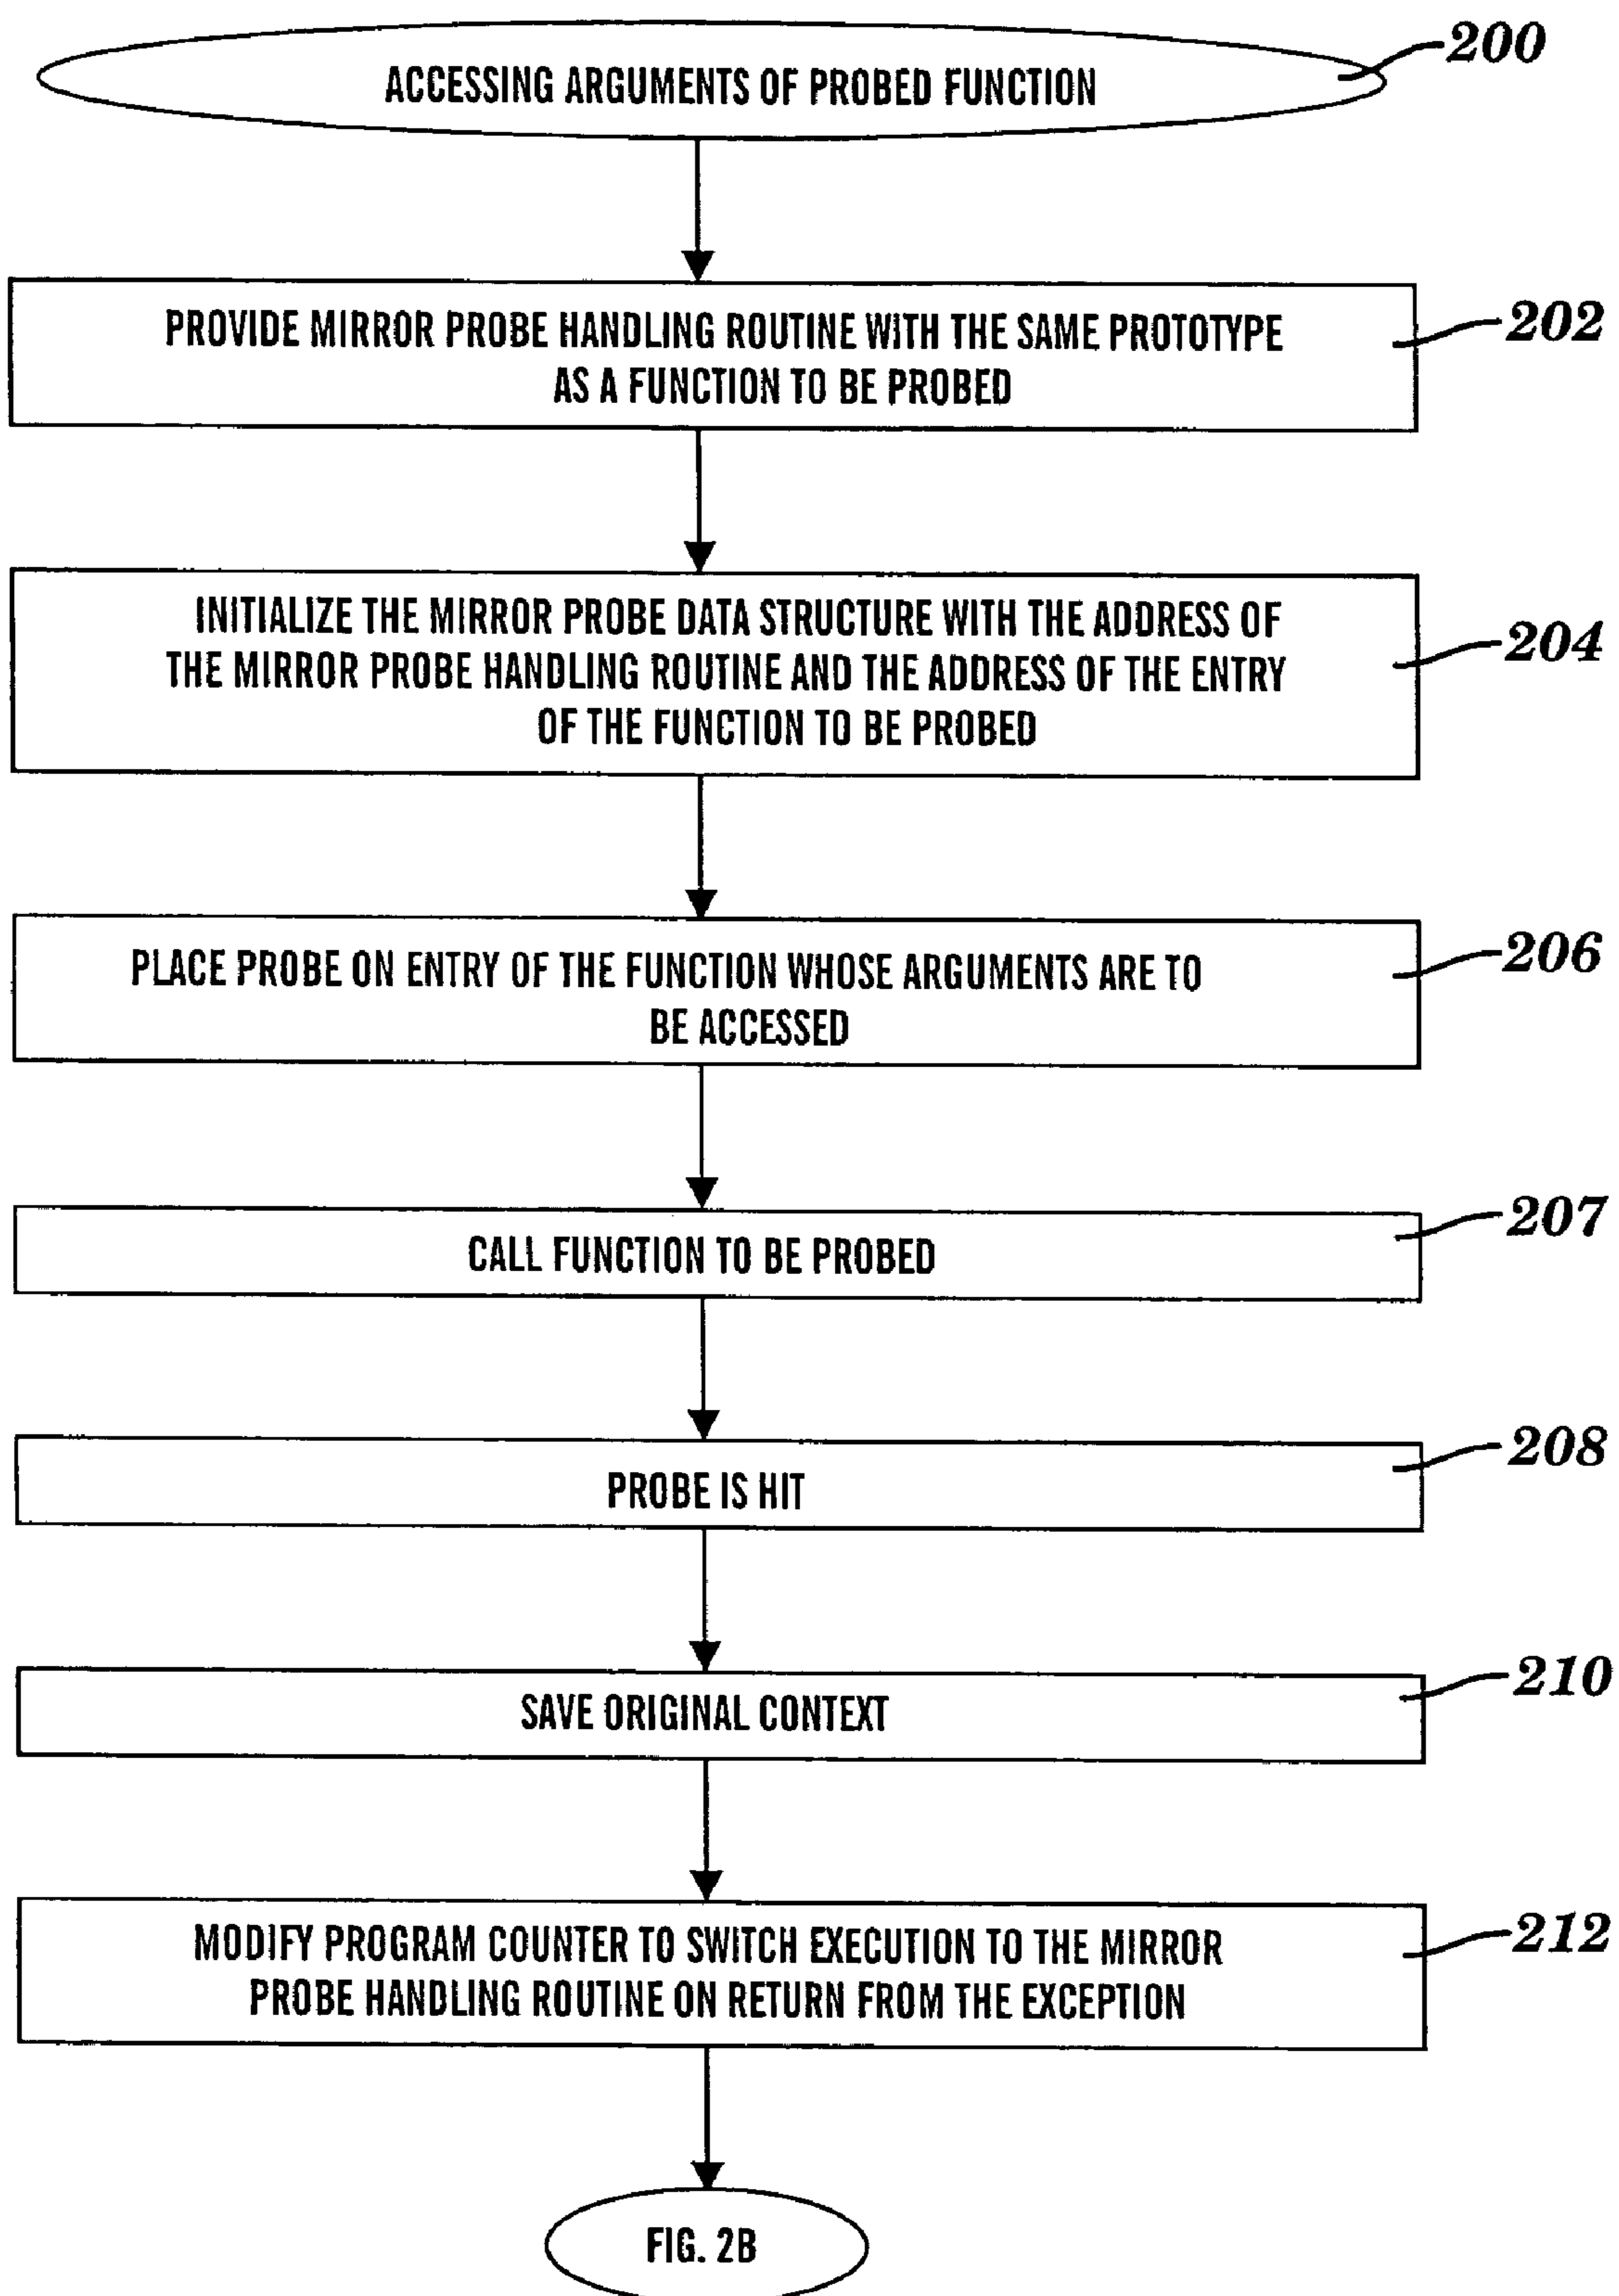 ACCESSING ARGUMENTS OF PROBED FUNCTION
200
PROVIDE MIRROR PROBE HANDLING ROUTINE WITH THE SAME PROTOTYPE
AS A FUNCTION TO BE PROBED
202
INITIALIZE THE MIRROR PROBE DATA STRUCTURE WITH THE ADDRESS OF
THE MIRROR PROBE HANDLING ROUTINE AND THE ADDRESS OF THE ENTRY
OF THE FUNCTION TO BE PROBED
204
PLACE PROBE ON ENTRY OF THE FUNCTION WHOSE ARGUMENTS ARE TO
BE ACCESSED
206
CALL FUNCTION TO BE PROBED
207
PROBE IS HIT
208
SAVE ORIGINAL CONTEXT
210
MODIFY PROGRAM COUNTER TO SWITCH EXECUTION TO THE MIRROR
PROBE HANDLING ROUTINE ON RETURN FROM THE EXCEPTION
212
FIG. 2B